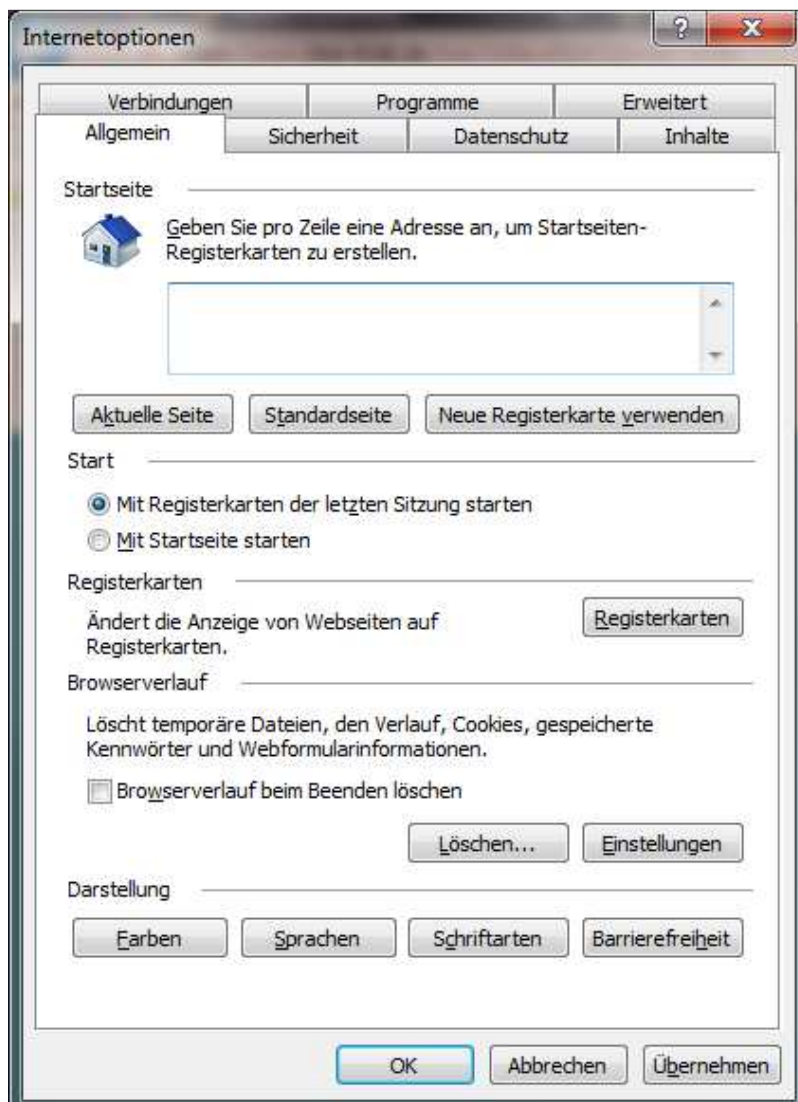 Internetoptionen
?
Verbindungen Programme Erweitert
Allgemein Sicherheit Datenschutz Inhalte
Startseite
Geben Sie pro Zeile eine Adresse an, um Startseiten-
Registerkarten zu erstellen.
Aktuelle Seite Standardseite Neue Registerkarte verwenden
Start
Mit Registerkarten der letzten Sitzung starten
Mit Startseite starten
Registerkarten
Ändert die Anzeige von Webseiten auf
Registerkarten.
Registerkarten
Browserverlauf
Löscht temporäre Dateien, den Verlauf, Cookies, gespeicherte
Kennwörter und Webformularinformationen.
Browserverlauf beim Beenden löschen
Löschen... Einstellungen
Darstellung
Farben Sprachen Schriftarten Barrierefreiheit
OK Abbrechen Übernehmen